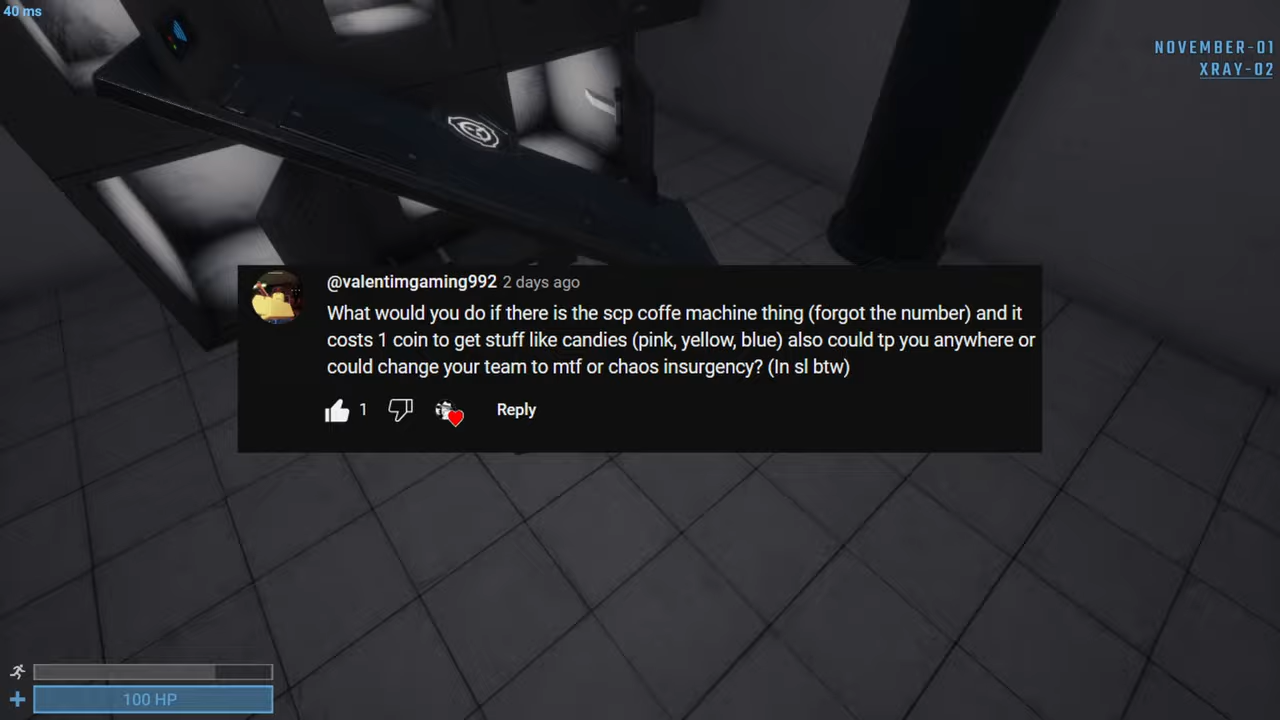 40 ms
NOVEMBER-01
XRAY-02
@valentimgaming992 2 days ago
What would you do if there is the scp coffe machine thing (forgot the number) and it
costs 1 coin to get stuff like candies (pink, yellow, blue) also could tp you anywhere or
could change your team to mtf or chaos insurgency? (In sl btw)
1 Reply
100 HP